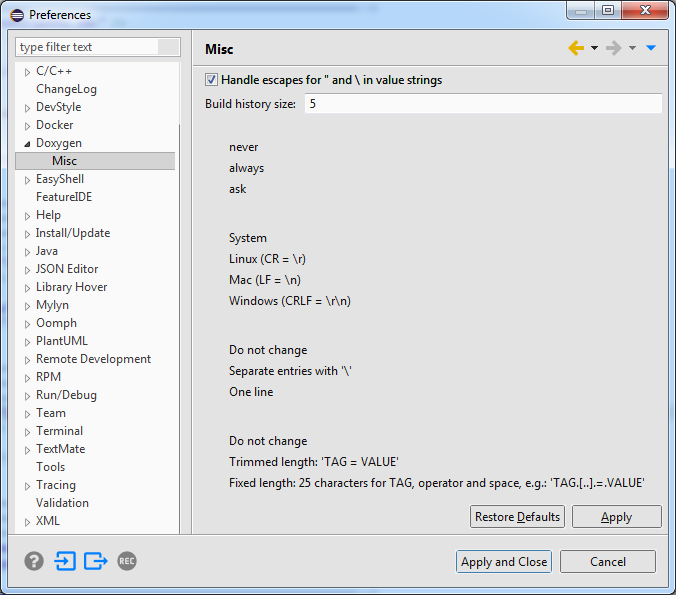 Preferences
type filter text
C/C++
ChangeLog
DevStyle
Docker
Doxygen
Misc
EasyShell
FeatureIDE
Help
Install/Update
Java
JSON Editor
Library Hover
Mylyn
Oomph
PlantUML
Remote Development
RPM
Run/Debug
Team
Terminal
TextMate
Tools
Tracing
Validation
XML
Misc
Handle escapes for " and \ in value strings
Build history size: 5
never
always
ask
System
Linux (CR = \r)
Mac (LF = \n)
Windows (CRLF = \r\n)
Do not change
Separate entries with '\'
One line
Do not change
Trimmed length: 'TAG = VALUE'
Fixed length: 25 characters for TAG, operator and space, e.g.: 'TAG.[..].=.VALUE'
Restore Defaults Apply
? REC Apply and Close Cancel